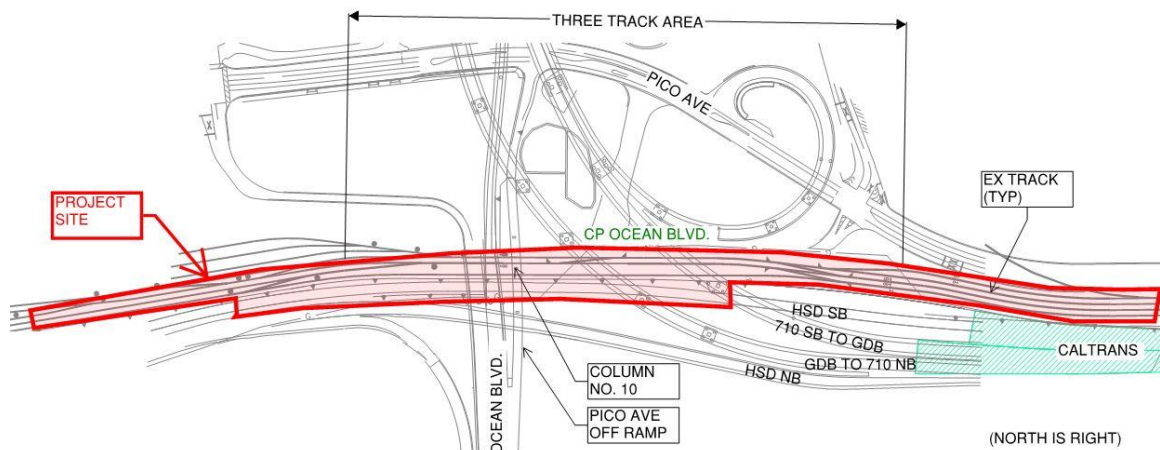 THREE TRACK AREA
PICO AVE
PROJECT
SITE
EX TRACK
(TYP)
CP OCEAN BLVD.
HSD SB
710 SB TO GDB
GDB TO 710 NB
HSD NB
CALTRANS
OCEAN BLVD.
COLUMN
NO. 10
PICO AVE
OFF RAMP
(NORTH IS RIGHT)